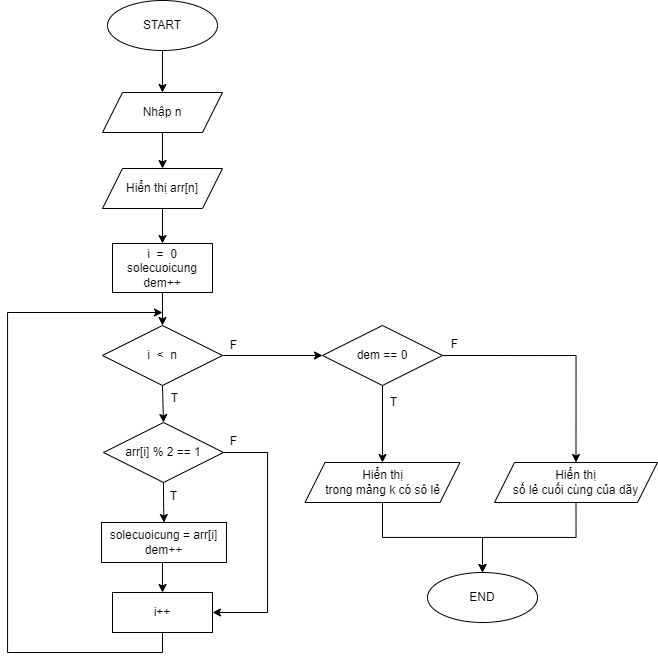 START
Nhập n
Hiển thị arr[n]
i = 0
solecuoicung
dem++
i < n
F
dem == 0
F
T
T
arr[i] % 2 == 1
F
T
Hiển thị
trong mảng k có số lẻ
Hiển thị
số lẻ cuối cùng của dãy
solecuoicung = arr[i]
dem++
i++
END